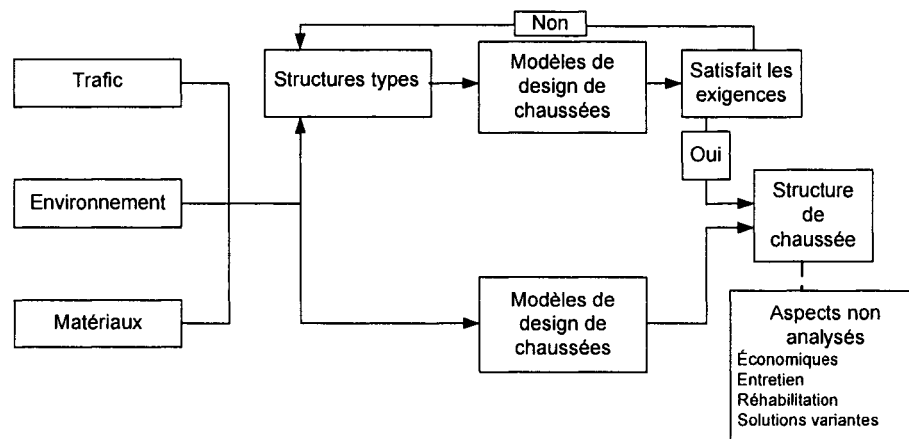 Non
Trafic
Structures types
Modèles de
design de
chaussées
Satisfait les
exigences
Oui
Environnement
Structure
de
chaussée
Matériaux
Modèles de
design de
chaussées
Aspects non
analysés
Économiques
Entretien
Réhabilitation
Solutions variantes